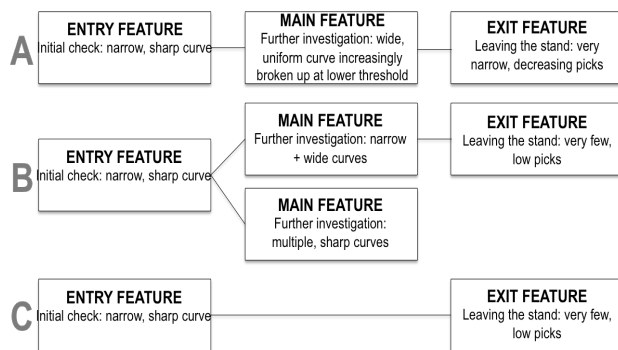 A
ENTRY FEATURE
Initial check: narrow, sharp curve
MAIN FEATURE
Further investigation: wide,
uniform curve increasingly
broken up at lower threshold
EXIT FEATURE
Leaving the stand: very
narrow, decreasing picks
B
ENTRY FEATURE
Initial check: narrow, sharp curve
MAIN FEATURE
Further investigation: narrow
+ wide curves
EXIT FEATURE
Leaving the stand: very few,
low picks
MAIN FEATURE
Further investigation:
multiple, sharp curves
C
ENTRY FEATURE
Initial check: narrow, sharp curve
EXIT FEATURE
Leaving the stand: very few,
low picks